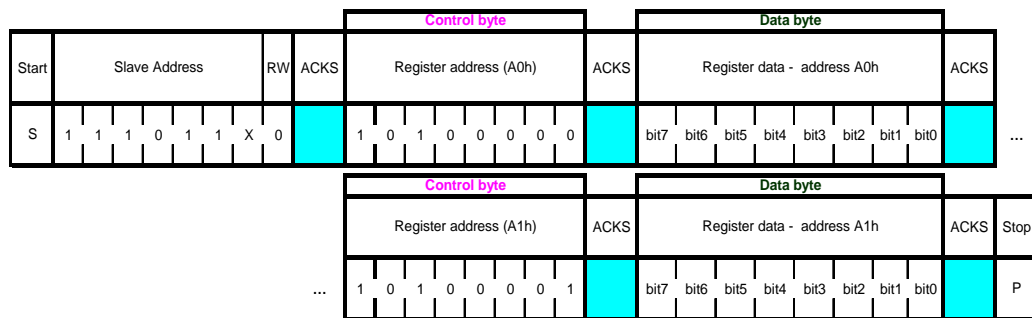 Control byte Data byte
Start Slave Address RW ACKS Register address (A0h) ACKS Register data - address A0h ACKS
S 1 1 1 0 1 1 X 0 1 0 1 0 0 0 0 0 bit7 bit6 bit5 bit4 bit3 bit2 bit1 bit0 ...
Control byte Data byte
Register address (A1h) ACKS Register data - address A1h ACKS Stop
... 1 0 1 0 0 0 0 1 bit7 bit6 bit5 bit4 bit3 bit2 bit1 bit0 P